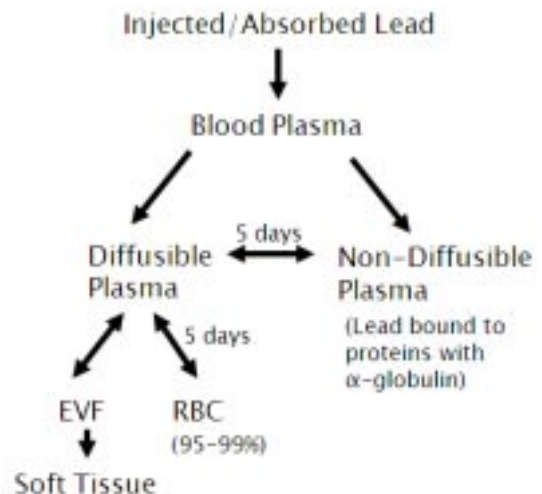 Injected/Absorbed Lead
Blood Plasma
5 days
Diffusible
Plasma
Non-Diffusible
Plasma
(Lead bound to
proteins with
α-globulin)
5 days
EVF
RBC
(95-99%)
Soft Tissue